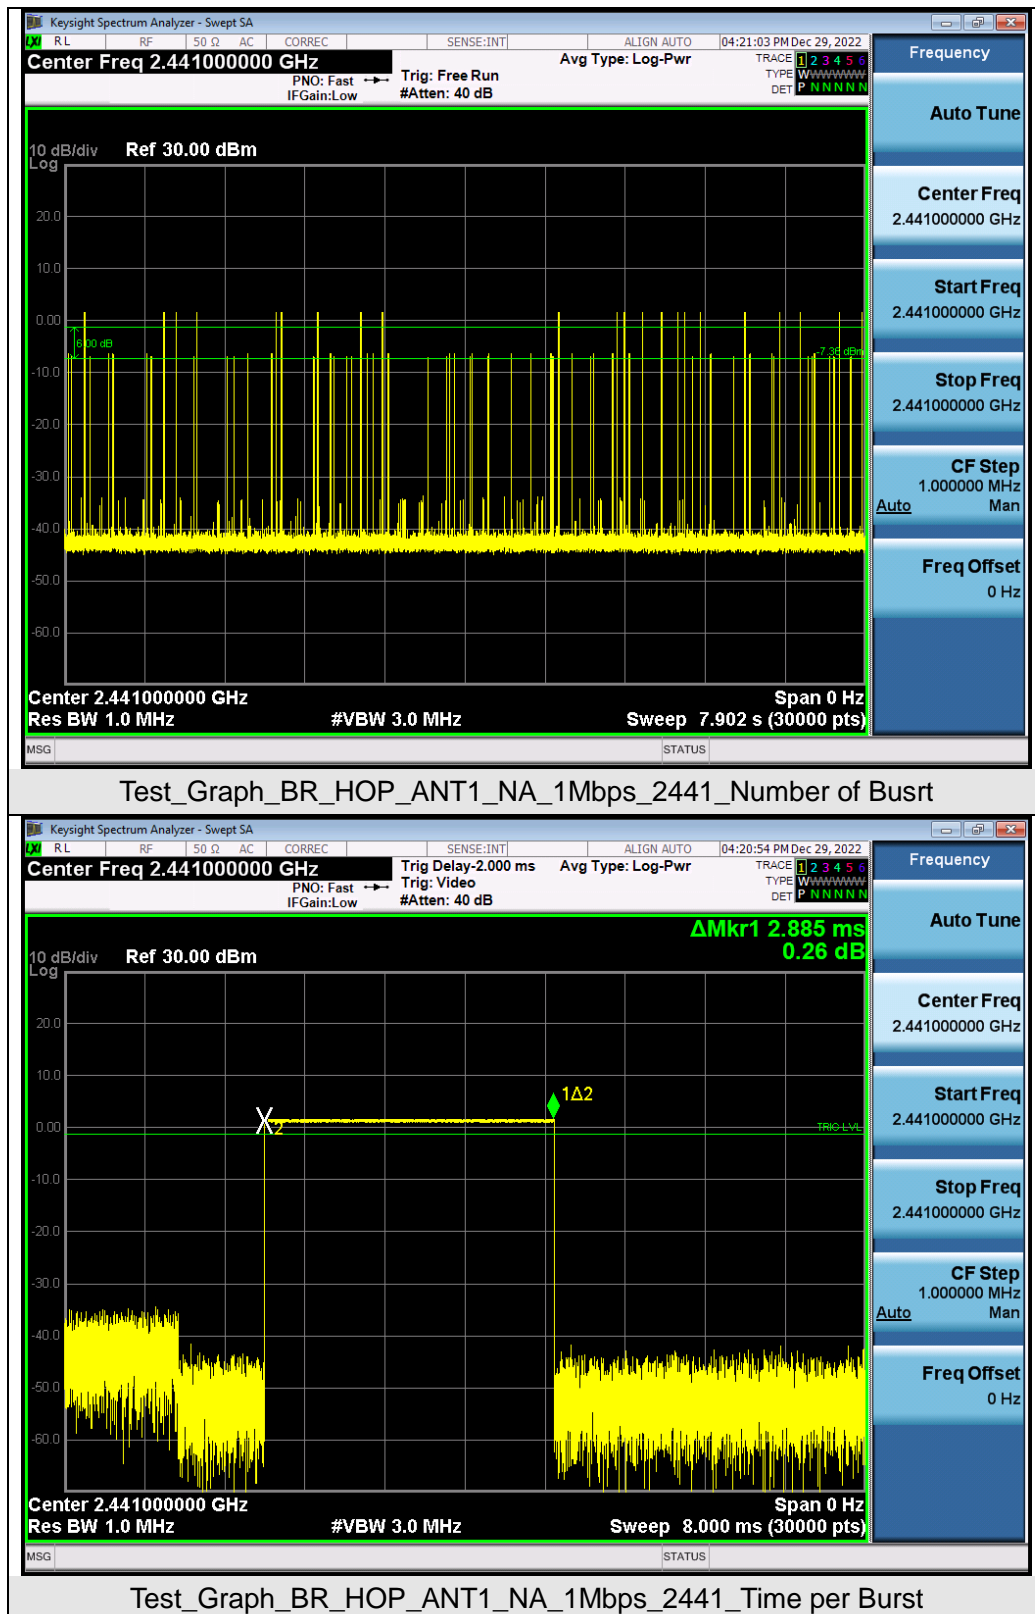 Keysight Spectrum Analyzer - Swept SA
LXI RL RF 50 Ω AC CORREC SENSE:INT ALIGN AUTO 04:21:03 PM Dec 29, 2022
Center Freq 2.441000000 GHz
PNO: Fast
IFGain:Low
Trig: Free Run
#Atten: 40 dB
Avg Type: Log-Pwr
TRACE 1 2 3 4 5 6
TYPE WWWWWW
DET P N N N N N
Frequency
Auto Tune
Center Freq
2.441000000 GHz
Start Freq
2.441000000 GHz
Stop Freq
2.441000000 GHz
CF Step
1.000000 MHz
Auto Man
Freq Offset
0 Hz
10 dB/div Ref 30.00 dBm
Log
20.0
10.0
0.00
6.00 dB
-7.36 dBm
-10.0
-20.0
-30.0
-40.0
-50.0
-60.0
Center 2.441000000 GHz Span 0 Hz
Res BW 1.0 MHz #VBW 3.0 MHz Sweep 7.902 s (30000 pts)
MSG STATUS
Test_Graph_BR_HOP_ANT1_NA_1Mbps_2441_Number of Busrt
Keysight Spectrum Analyzer - Swept SA
LXI RL RF 50 Ω AC CORREC SENSE:INT ALIGN AUTO 04:20:54 PM Dec 29, 2022
Center Freq 2.441000000 GHz
PNO: Fast
IFGain:Low
Trig Delay-2.000 ms
Trig: Video
#Atten: 40 dB
Avg Type: Log-Pwr
TRACE 1 2 3 4 5 6
TYPE WWWWWW
DET P N N N N N
Frequency
Auto Tune
Center Freq
2.441000000 GHz
Start Freq
2.441000000 GHz
Stop Freq
2.441000000 GHz
CF Step
1.000000 MHz
Auto Man
Freq Offset
0 Hz
ΔMkr1 2.885 ms
0.26 dB
10 dB/div Ref 30.00 dBm
Log
20.0
10.0
1Δ2
0.00
2
TRIG LVL
-10.0
-20.0
-30.0
-40.0
-50.0
-60.0
Center 2.441000000 GHz Span 0 Hz
Res BW 1.0 MHz #VBW 3.0 MHz Sweep 8.000 ms (30000 pts)
MSG STATUS
Test_Graph_BR_HOP_ANT1_NA_1Mbps_2441_Time per Burst